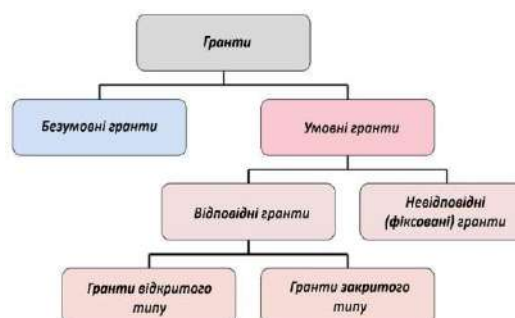 Гранти
Безумовні гранти
Умовні гранти
Відповідні гранти
Невідповідні
(фіксовані) гранти
Гранти відкритого
типу
Гранти закритого
типу